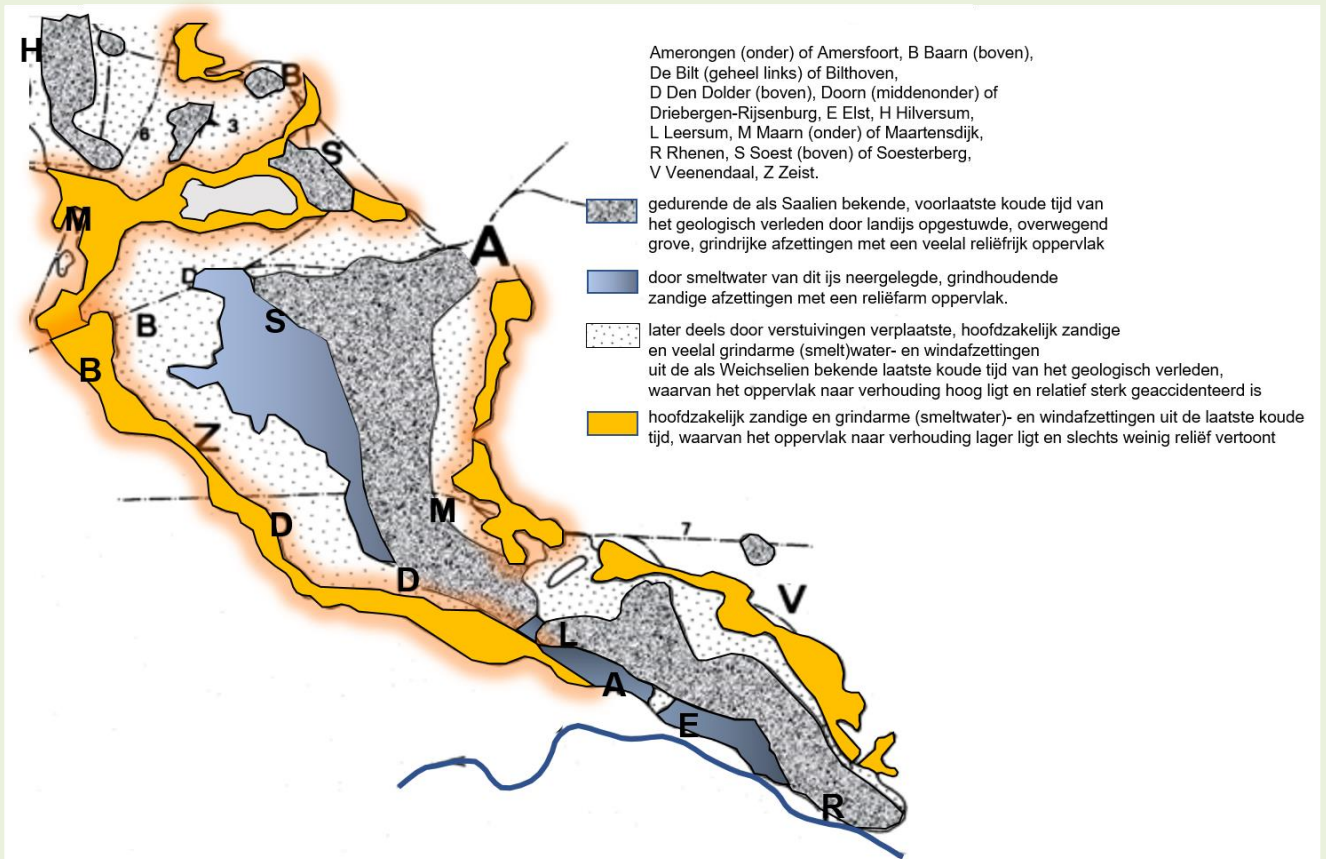 H
B
6
3
S
M
A
D
B
S
B
Z
D
M
D
7
V
L
A
E
R
Amerongen (onder) of Amersfoort, B Baarn (boven),
De Bilt (geheel links) of Bilthoven,
D Den Dolder (boven), Doorn (middenonder) of
Driebergen-Rijsenburg, E Elst, H Hilversum,
L Leersum, M Maarn (onder) of Maartensdijk,
R Rhenen, S Soest (boven) of Soesterberg,
V Veenendaal, Z Zeist.
gedurende de als Saalien bekende, voorlaatste koude tijd van
het geologisch verleden door landijs opgestuwde, overwegend
grove, grindrijke afzettingen met een veelal reliëfrijk oppervlak
door smeltwater van dit ijs neergelegde, grindhoudende
zandige afzettingen met een reliëfarm oppervlak.
later deels door verstuivingen verplaatste, hoofdzakelijk zandige
en veelal grindarme (smelt)water- en windafzettingen
uit de als Weichselien bekende laatste koude tijd van het geologisch verleden,
waarvan het oppervlak naar verhouding hoog ligt en relatief sterk geaccidenteerd is
hoofdzakelijk zandige en grindarme (smeltwater)- en windafzettingen uit de laatste koude
tijd, waarvan het oppervlak naar verhouding lager ligt en slechts weinig reliëf vertoont